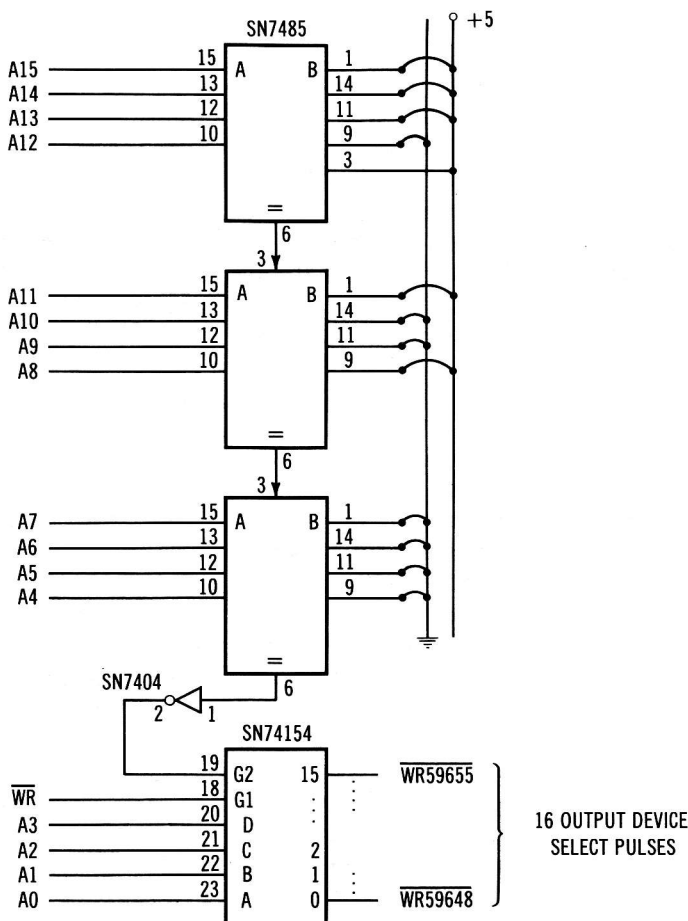 SN7485
+5
A15 15 A B 1
A14 13 14
A13 12 11
A12 10 9
3
=
6
3
A11 15 A B 1
A10 13 14
A9 12 11
A8 10 9
=
6
3
A7 15 A B 1
A6 13 14
A5 12 11
A4 10 9
=
6
SN7404
2 1
SN74154
19 G2 15 WR59655
WR 18 G1
A3 20 D
A2 21 C 2
A1 22 B 1
A0 23 A 0 WR59648
16 OUTPUT DEVICE
SELECT PULSES